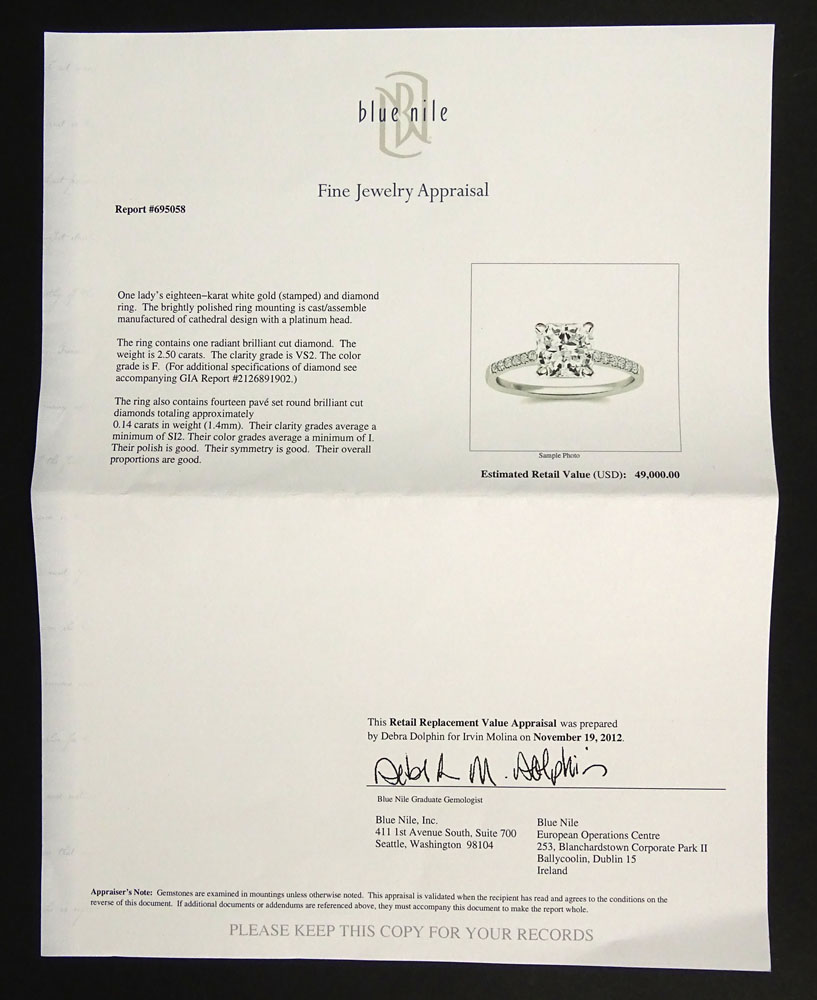 blue nile
Fine Jewelry Appraisal
Report #695058
One lady's eighteen–karat white gold (stamped) and diamond
ring. The brightly polished ring mounting is cast/assemble
manufactured of cathedral design with a platinum head.
The ring contains one radiant brilliant cut diamond. The
weight is 2.50 carats. The clarity grade is VS2. The color
grade is F. (For additional specifications of diamond see
accompanying GIA Report #2126891902.)
The ring also contains fourteen pavé set round brilliant cut
diamonds totaling approximately
0.14 carats in weight (1.4mm). Their clarity grades average a
minimum of SI2. Their color grades average a minimum of I.
Their polish is good. Their symmetry is good. Their overall
proportions are good.
Sample Photo
Estimated Retail Value (USD): 49,000.00
This Retail Replacement Value Appraisal was prepared
by Debra Dolphin for Irvin Molina on November 19, 2012.
Debra M. Dolphin
Blue Nile Graduate Gemologist
Blue Nile, Inc.
411 1st Avenue South, Suite 700
Seattle, Washington 98104
Blue Nile
European Operations Centre
253, Blanchardstown Corporate Park II
Ballycoolin, Dublin 15
Ireland
Appraiser's Note: Gemstones are examined in mountings unless otherwise noted. This appraisal is validated when the recipient has read and agrees to the conditions on the
reverse of this document. If additional documents or addendums are referenced above, they must accompany this document to make the report whole.
PLEASE KEEP THIS COPY FOR YOUR RECORDS